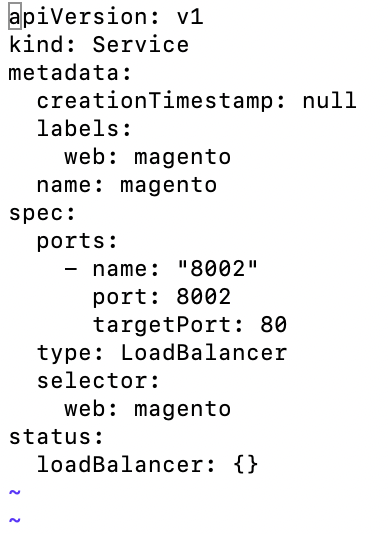 apiVersion: v1
kind: Service
metadata:
  creationTimestamp: null
  labels:
    web: magento
  name: magento
spec:
  ports:
    - name: "8002"
      port: 8002
      targetPort: 80
  type: LoadBalancer
  selector:
    web: magento
status:
  loadBalancer: {}
~
~